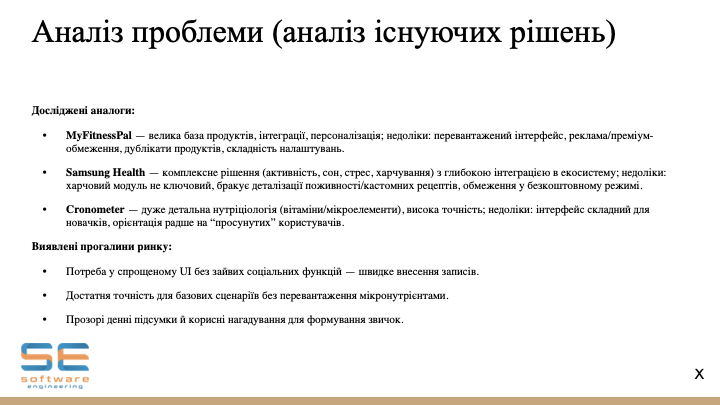 Аналіз проблеми (аналіз існуючих рішень)
Досліджені аналоги:
• MyFitnessPal — велика база продуктів, інтеграції, персоналізація; недоліки: перевантажений інтерфейс, реклама/преміум-
обмеження, дублікати продуктів, складність налаштувань.
• Samsung Health — комплексне рішення (активність, сон, стрес, харчування) з глибокою інтеграцією в екосистему; недоліки:
харчовий модуль не ключовий, бракує деталізації поживності/кастомних рецептів, обмеження у безкоштовному режимі.
• Cronometer — дуже детальна нутріціологія (вітаміни/мікроелементи), висока точність; недоліки: інтерфейс складний для
новачків, орієнтація радше на “просунутих” користувачів.
Виявлені прогалини ринку:
• Потреба у спрощеному UI без зайвих соціальних функцій — швидке внесення записів.
• Достатня точність для базових сценаріїв без перевантаження мікронутрієнтами.
• Прозорі денні підсумки й корисні нагадування для формування звичок.
SE
software
engineering
X